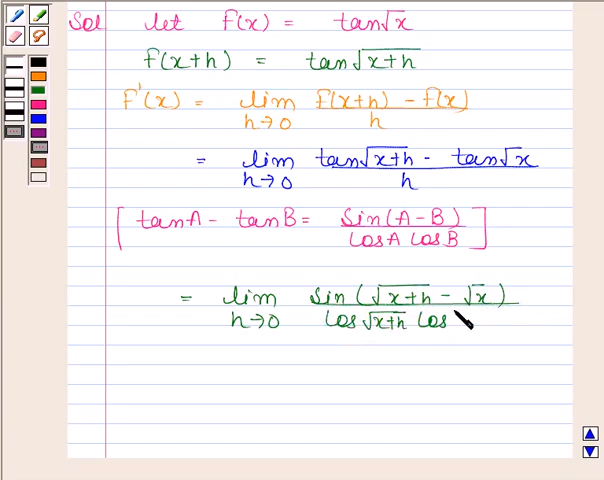 Sol let f(x) = tan√x
f(x+h) = tan√(x+h)
f'(x) = lim h→0 (f(x+h) - f(x))/h
= lim h→0 (tan√(x+h) - tan√x)/h
[tanA - tanB = sin(A-B)/(cosA cosB)]
= lim h→0 sin(√(x+h) - √x)/(cos√(x+h) cos